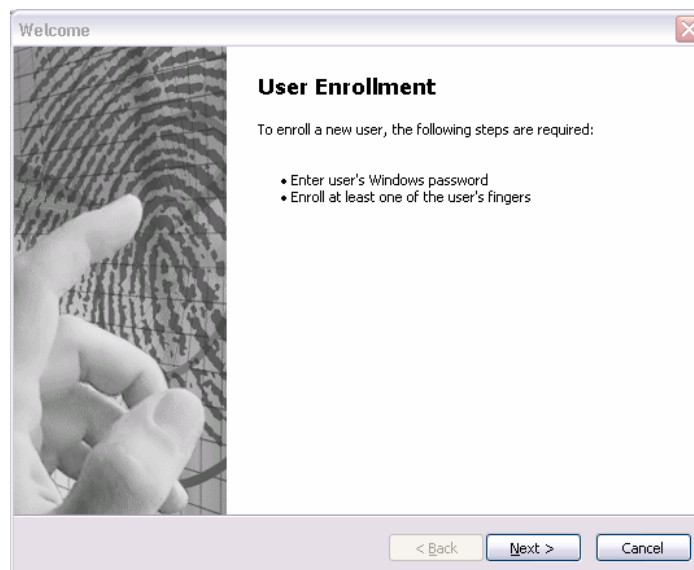 Welcome
User Enrollment
To enroll a new user, the following steps are required:
• Enter user's Windows password
• Enroll at least one of the user's fingers
< Back
Next >
Cancel